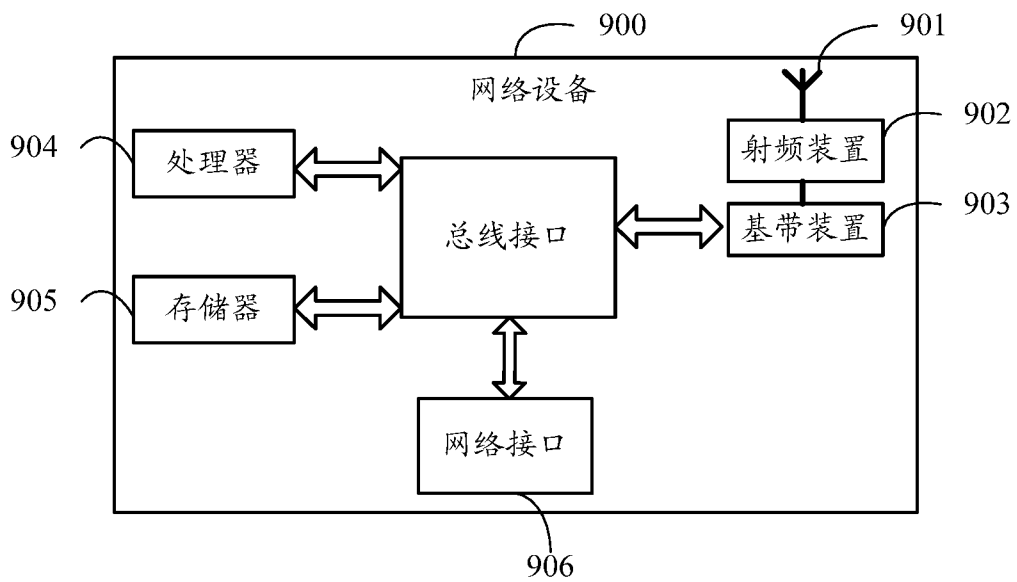 900
901
网络设备
902
904
处理器
射频装置
总线接口
903
基带装置
905
存储器
网络接口
906